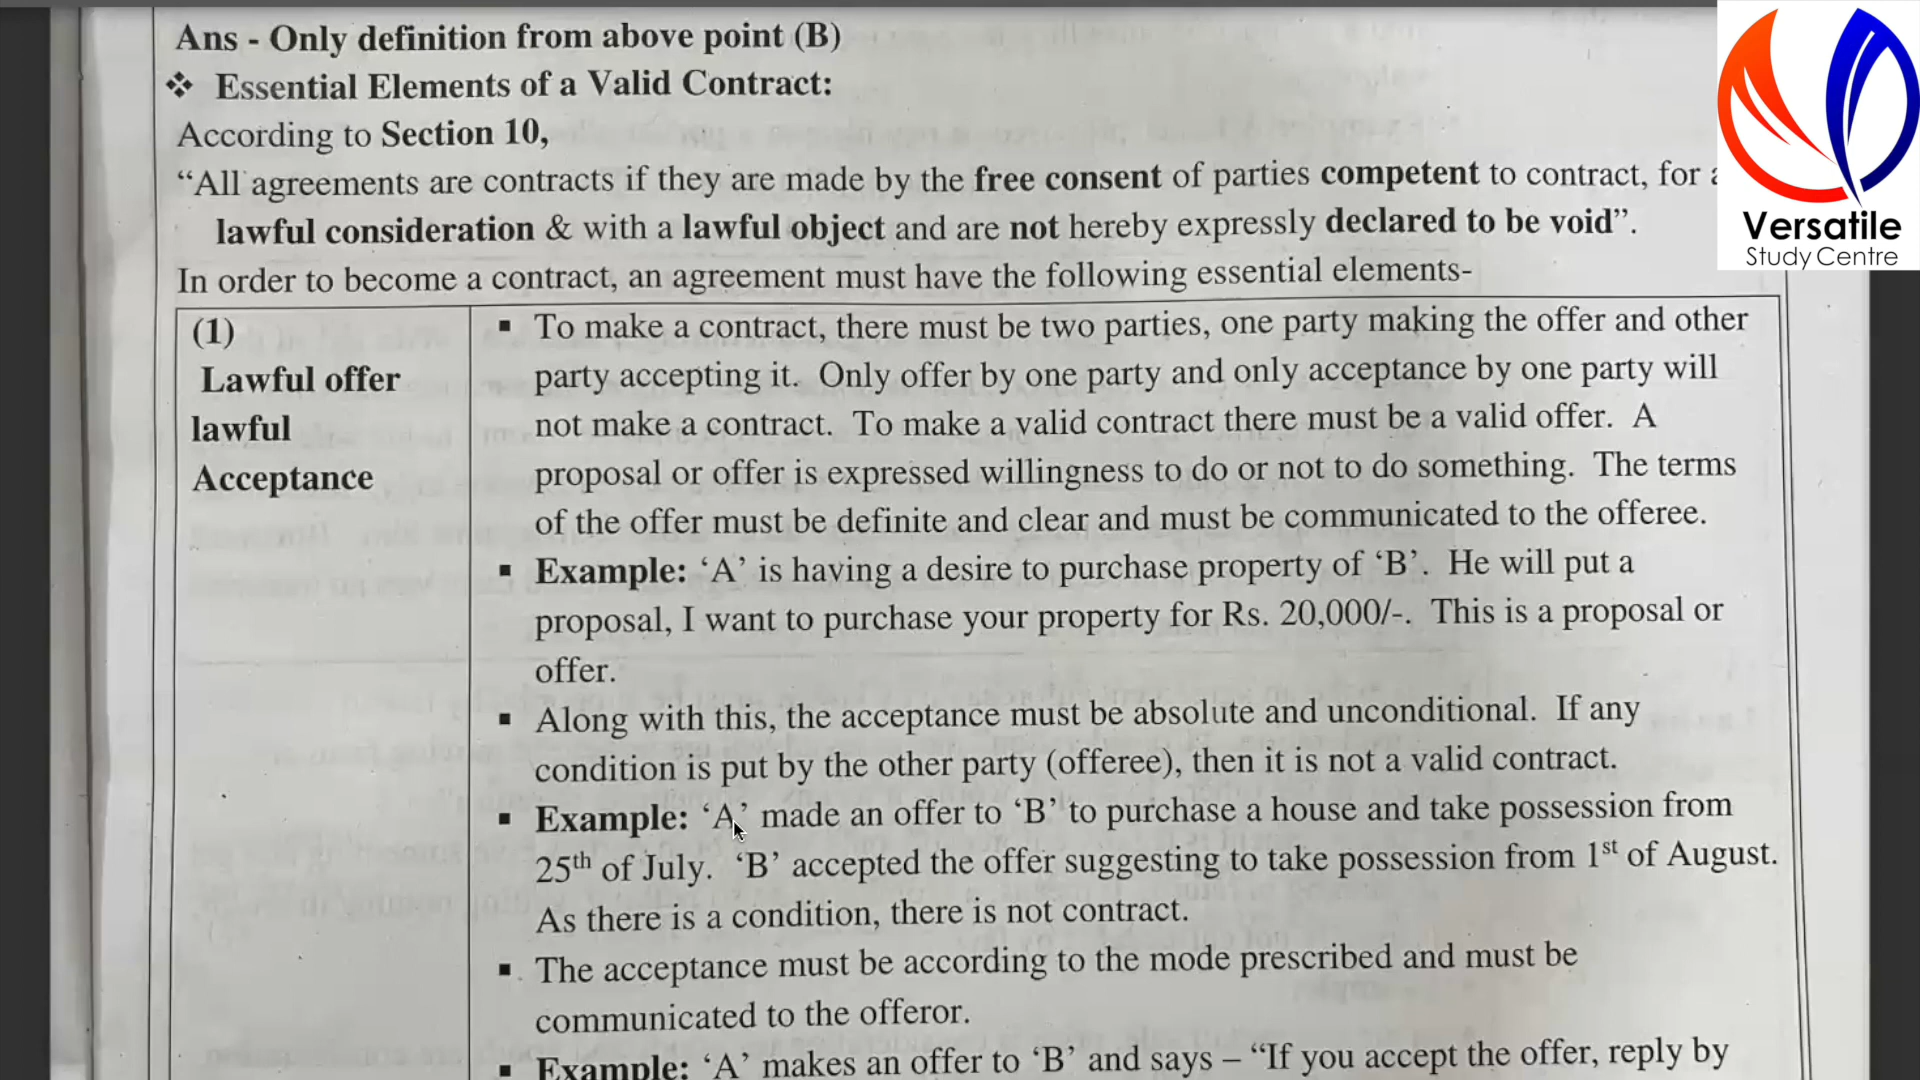 Ans - Only definition from above point (B)
❖ Essential Elements of a Valid Contract:
According to Section 10,
“All agreements are contracts if they are made by the free consent of parties competent to contract, for
lawful consideration & with a lawful object and are not hereby expressly declared to be void”.
In order to become a contract, an agreement must have the following essential elements-
(1)
Lawful offer
lawful
Acceptance
▪ To make a contract, there must be two parties, one party making the offer and other
party accepting it. Only offer by one party and only acceptance by one party will
not make a contract. To make a valid contract there must be a valid offer. A
proposal or offer is expressed willingness to do or not to do something. The terms
of the offer must be definite and clear and must be communicated to the offeree.
▪ Example: ‘A’ is having a desire to purchase property of ‘B’. He will put a
proposal, I want to purchase your property for Rs. 20,000/-. This is a proposal or
offer.
▪ Along with this, the acceptance must be absolute and unconditional. If any
condition is put by the other party (offeree), then it is not a valid contract.
▪ Example: ‘A’ made an offer to ‘B’ to purchase a house and take possession from
25th of July. ‘B’ accepted the offer suggesting to take possession from 1st of August.
As there is a condition, there is not contract.
▪ The acceptance must be according to the mode prescribed and must be
communicated to the offeror.
▪ Example: ‘A’ makes an offer to ‘B’ and says – “If you accept the offer, reply by
Versatile
Study Centre